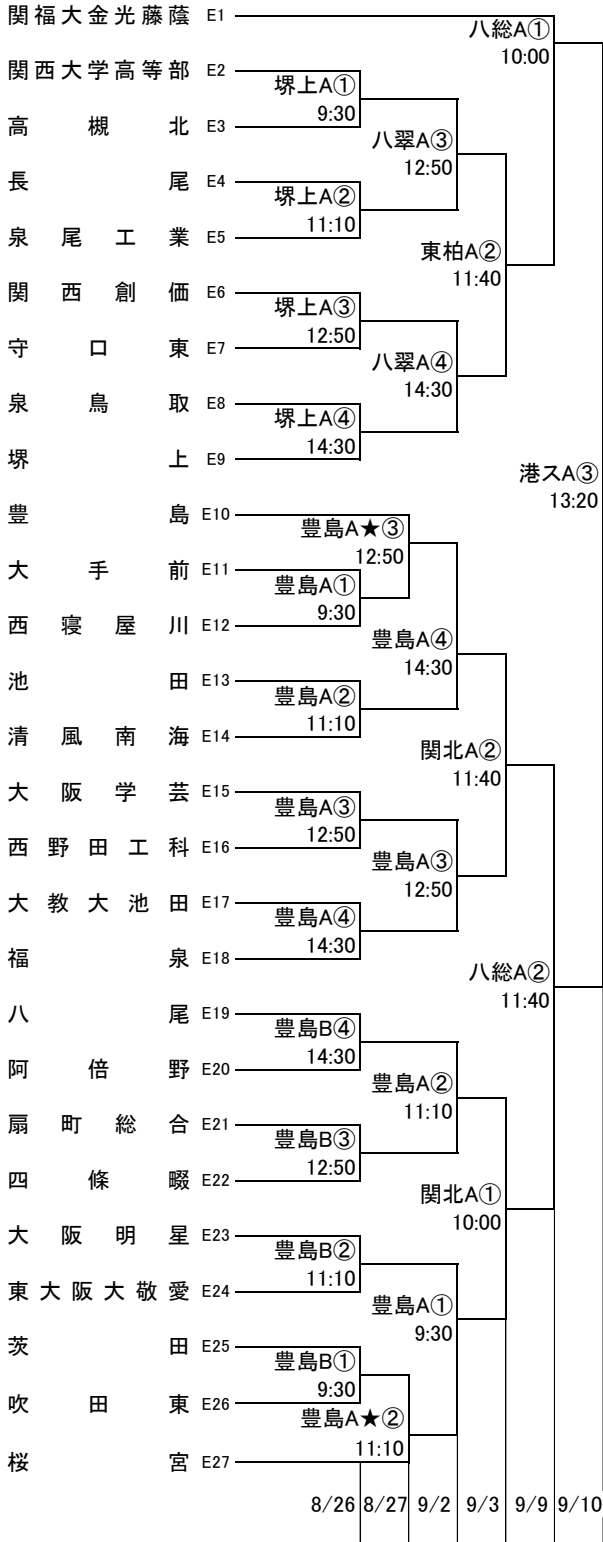 関福大金光藤蔭 E1
八総A①
10:00
関西大学高等部 E2
堺上A①
9:30
高槻北 E3
八翠A③
12:50
長尾 E4
堺上A②
11:10
泉尾工業 E5
東柏A②
11:40
関西創価 E6
堺上A③
12:50
守口東 E7
八翠A④
14:30
泉鳥取 E8
堺上A④
14:30
堺上 E9
港スA③
13:20
豊島 E10
豊島A★③
12:50
大手前 E11
豊島A①
9:30
西寝屋川 E12
豊島A④
14:30
池田 E13
豊島A②
11:10
清風南海 E14
関北A②
11:40
大阪学芸 E15
豊島A③
12:50
西野田工科 E16
豊島A③
12:50
大教大池田 E17
豊島A④
14:30
福泉 E18
八総A②
11:40
八尾 E19
豊島B④
14:30
阿倍野 E20
豊島A②
11:10
扇町総合 E21
豊島B③
12:50
四條畷 E22
関北A①
10:00
大阪明星 E23
豊島B②
11:10
東大阪大敬愛 E24
豊島A①
9:30
茨田 E25
豊島B①
9:30
吹田東 E26
豊島A★②
11:10
桜宮 E27
8/26 8/27 9/2 9/3 9/9 9/10